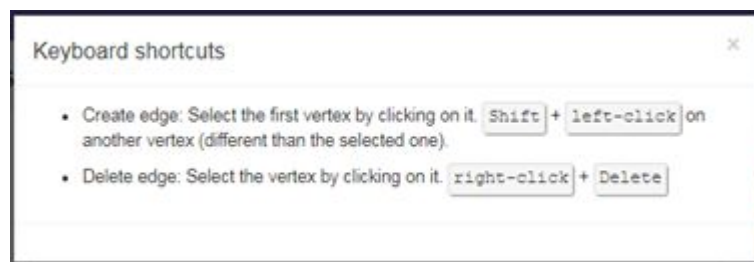 Keyboard shortcuts ×
• Create edge: Select the first vertex by clicking on it. Shift + left-click on
another vertex (different than the selected one).
• Delete edge: Select the vertex by clicking on it. right-click + Delete